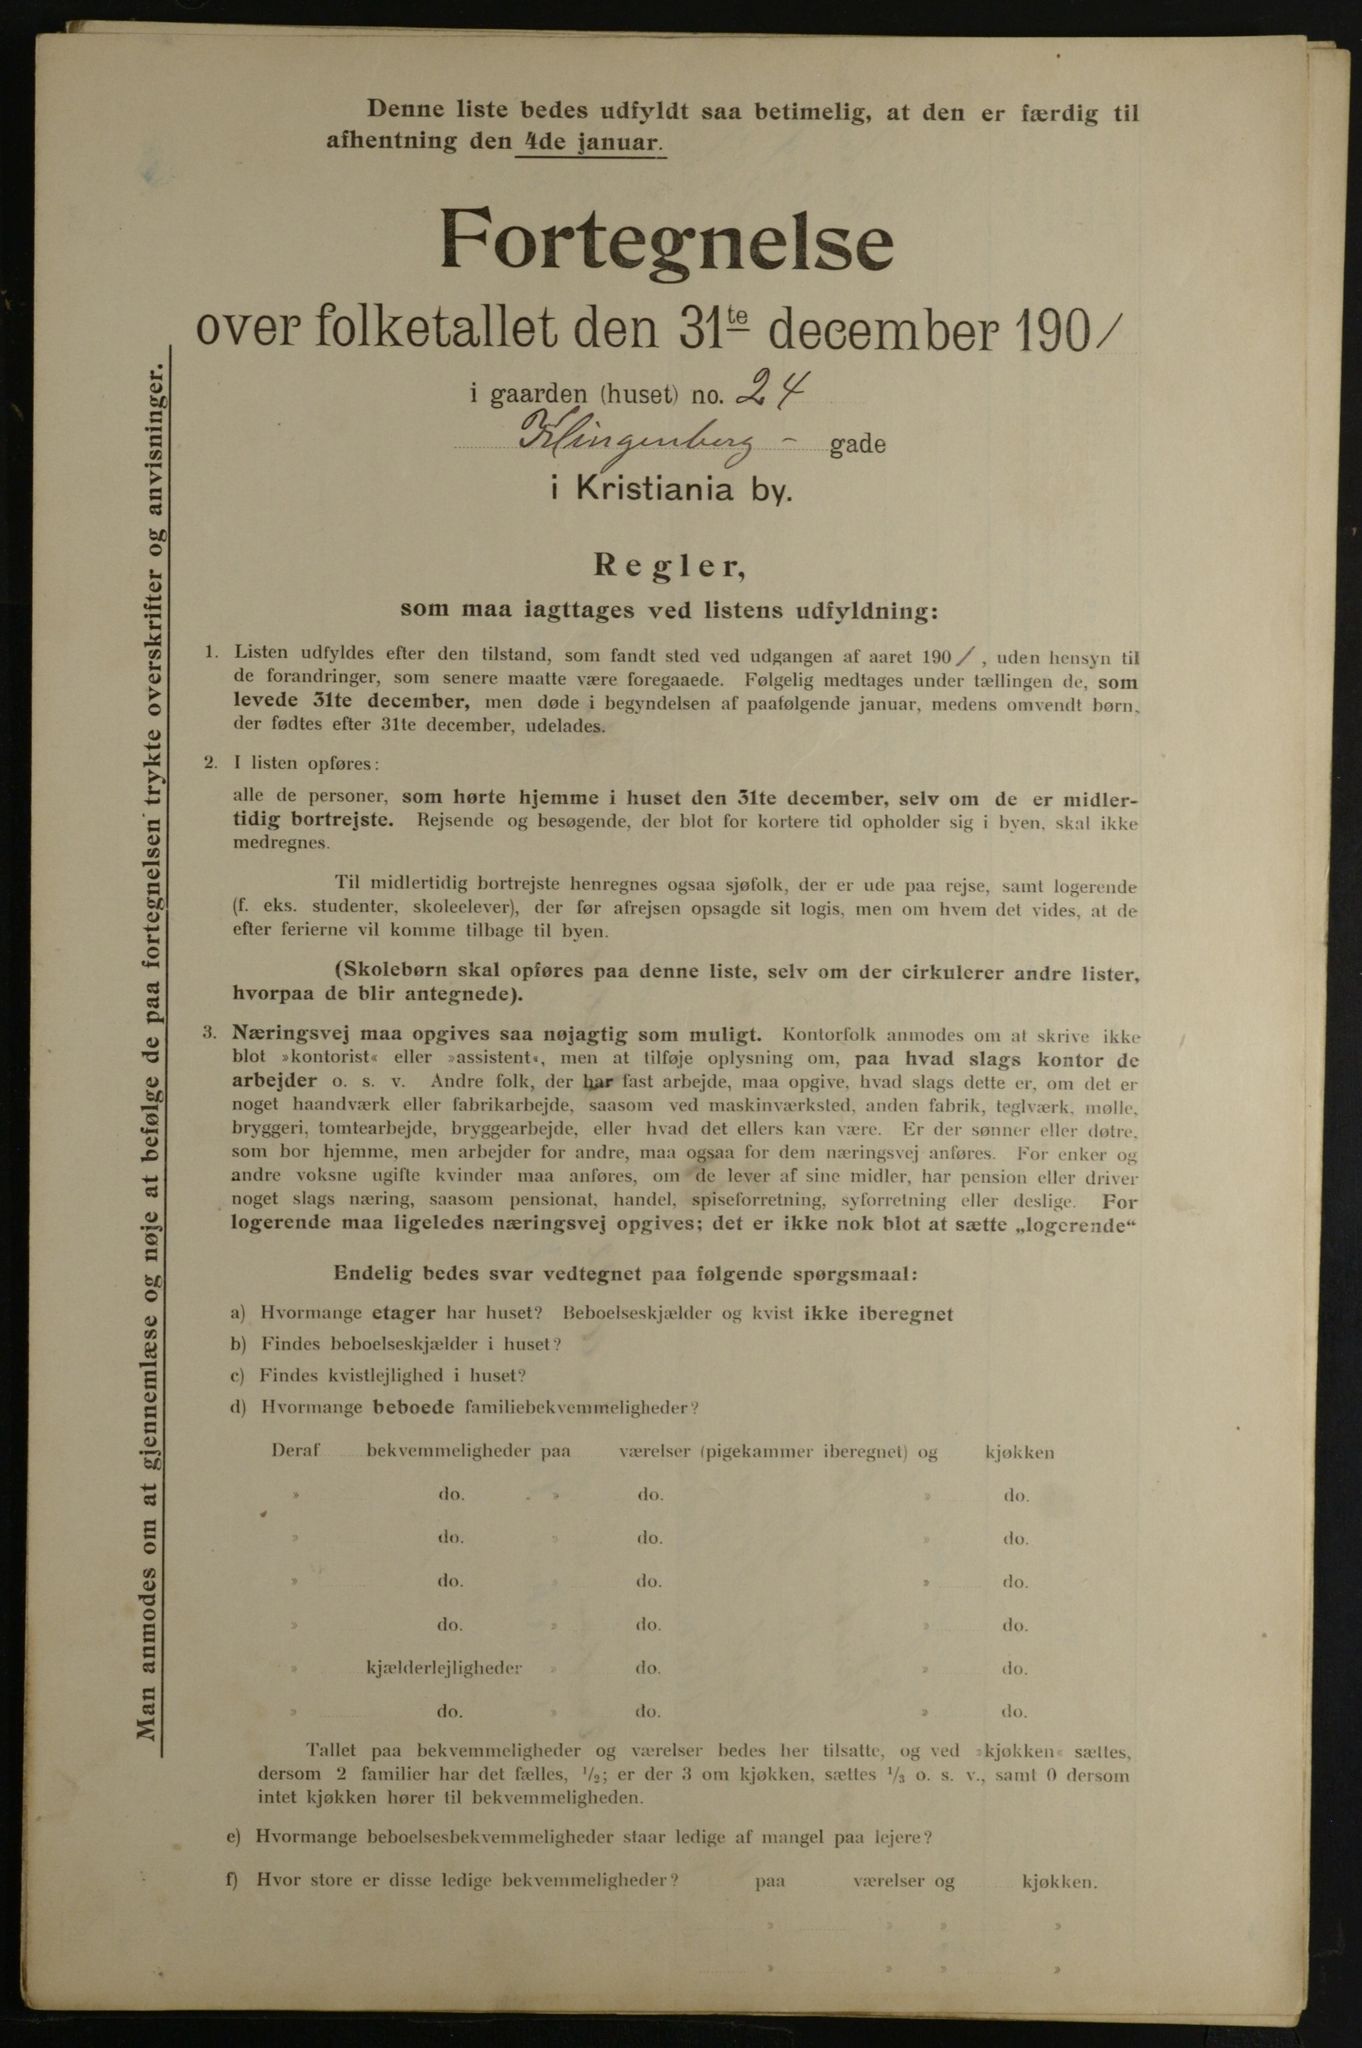 Denne liste bedes udfyldt saa betimelig, at den er færdig til
afhentning den 4de januar.
Fortegnelse
over folketallet den 31te december 190 1
i gaarden (huset) no. 24
Klingenberg - gade
i Kristiania by.
Regler,
som maa iagttages ved listens udfyldning:
1. Listen udfyldes efter den tilstand, som fandt sted ved udgangen af aaret 190 1, uden hensyn til
de forandringer, som senere maatte være foregaaede. Følgelig medtages under tællingen de, som
levede 31te december, men døde i begyndelsen af paafølgende januar, medens omvendt børn,
der fødtes efter 31te december, udelades.
2. I listen opføres:
alle de personer, som hørte hjemme i huset den 31te december, selv om de er midler-
tidig bortrejste. Rejsende og besøgende, der blot for kortere tid opholder sig i byen, skal ikke
medregnes.
Til midlertidig bortrejste henregnes ogsaa sjøfolk, der er ude paa rejse, samt logerende
(f. eks. studenter, skoleelever), der før afrejsen opsagde sit logis, men om hvem det vides, at de
efter ferierne vil komme tilbage til byen.
(Skolebørn skal opføres paa denne liste, selv om der cirkulerer andre lister,
hvorpaa de blir antegnede).
3. Næringsvej maa opgives saa nøjagtig som muligt. Kontorfolk anmodes om at skrive ikke
blot »kontorist« eller »assistent«, men at tilføje oplysning om, paa hvad slags kontor de
arbejder o. s. v. Andre folk, der har fast arbejde, maa opgive, hvad slags dette er, om det er
noget haandværk eller fabrikarbejde, saasom ved maskinværksted, anden fabrik, teglværk, mølle,
bryggeri, tomtearbejde, bryggearbejde, eller hvad det ellers kan være. Er der sønner eller døtre,
som bor hjemme, men arbejder for andre, maa ogsaa for dem næringsvej anføres. For enker og
andre voksne ugifte kvinder maa anføres, om de lever af sine midler, har pension eller driver
noget slags næring, saasom pensionat, handel, spiseforretning, syforretning eller deslige. For
logerende maa ligeledes næringsvej opgives; det er ikke nok blot at sætte „logerende“
Endelig bedes svar vedtegnet paa følgende spørgsmaal:
a) Hvormange etager har huset? Beboelseskjælder og kvist ikke iberegnet
b) Findes beboelseskjælder i huset?
c) Findes kvistlejlighed i huset?
d) Hvormange beboede familiebekvemmeligheder?
Deraf bekvemmeligheder paa værelser (pigekammer iberegnet) og kjøkken
» do. » do. » do.
» do. » do. » do.
» do. » do. » do.
» do. » do. » do.
» kjælderlejligheder » do. » do.
» do. » do. » do.
Tallet paa bekvemmeligheder og værelser bedes her tilsatte, og ved »kjøkken« sættes,
dersom 2 familier har det fælles, 1/2; er der 3 om kjøkken, sættes 1/3 o. s. v., samt 0 dersom
intet kjøkken hører til bekvemmeligheden.
e) Hvormange beboelsesbekvemmeligheder staar ledige af mangel paa lejere?
f) Hvor store er disse ledige bekvemmeligheder? paa værelser og kjøkken.
» » » »
» » » »
Man anmodes om at gjennemlæse og nøje at befølge de paa fortegnelsen trykte overskrifter og anvisninger.